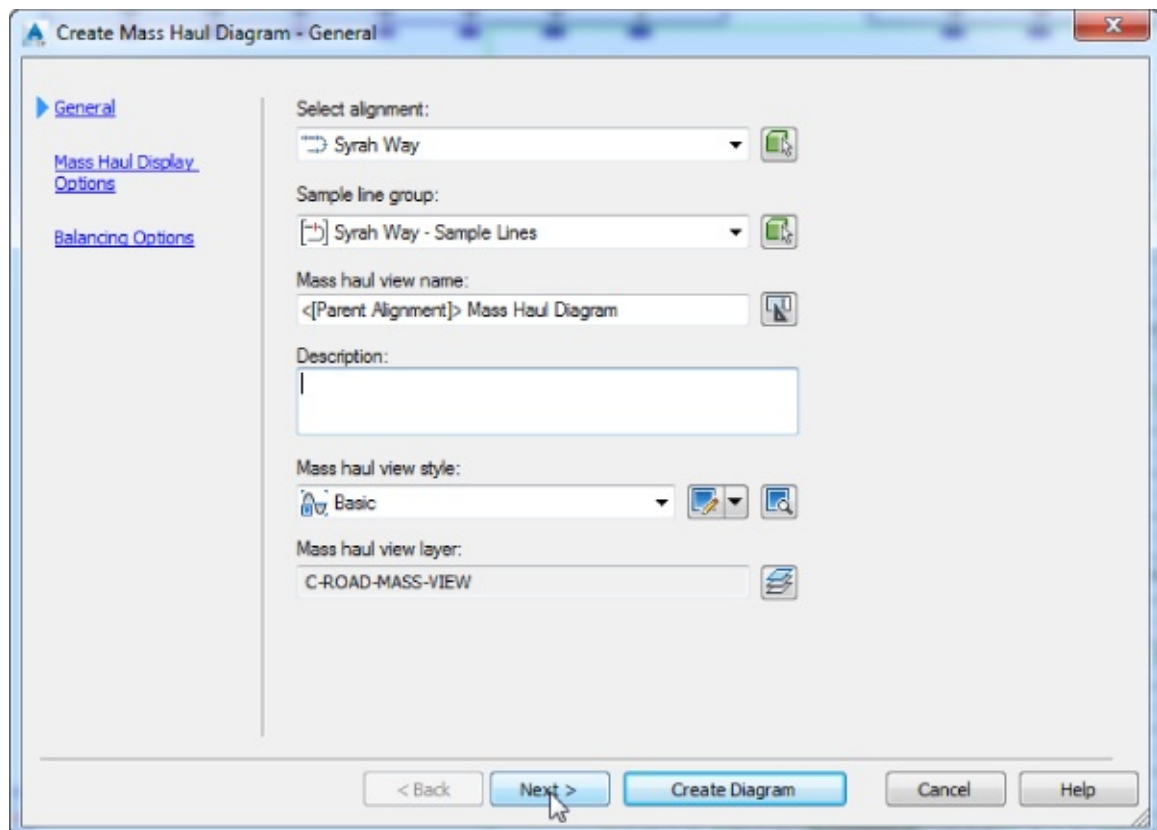 Create Mass Haul Diagram - General
General
Mass Haul Display
Options
Balancing Options
Select alignment:
Syrah Way
Sample line group:
Syrah Way - Sample Lines
Mass haul view name:
<[Parent Alignment]> Mass Haul Diagram
Description:
Mass haul view style:
Basic
Mass haul view layer:
C-ROAD-MASS-VIEW
< Back
Next >
Create Diagram
Cancel
Help